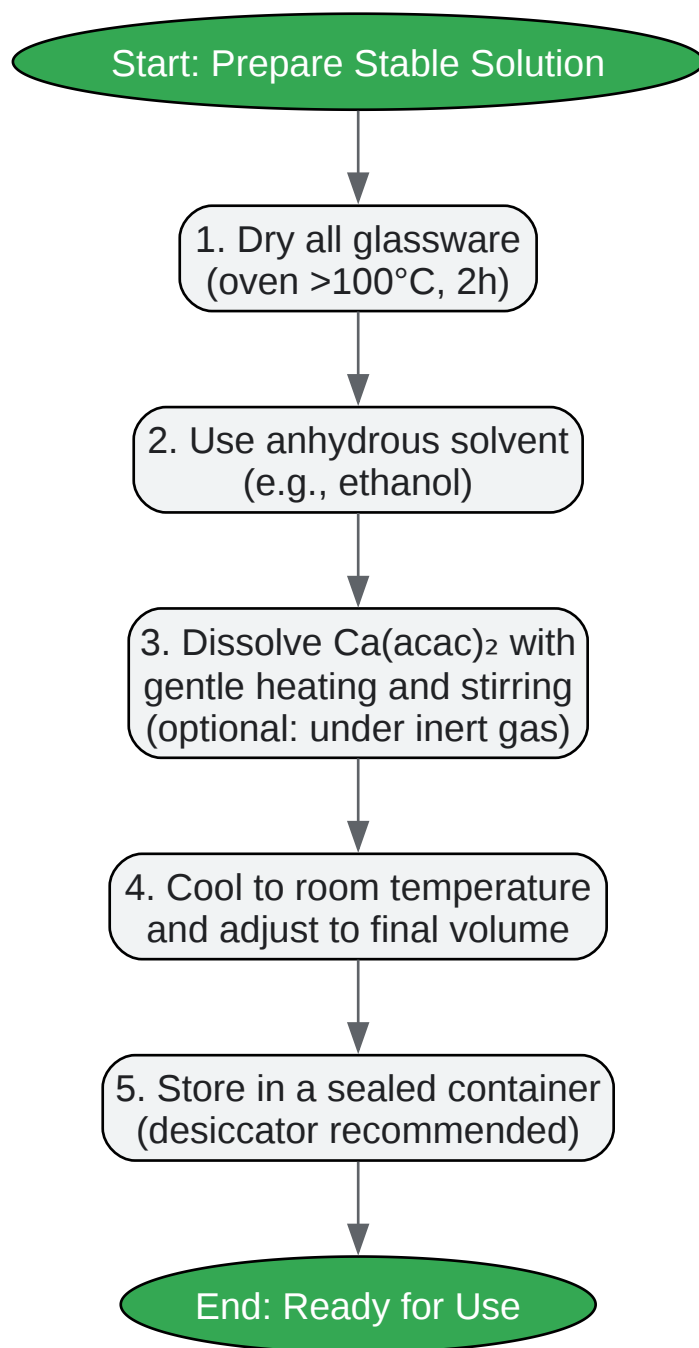 Start: Prepare Stable Solution
1. Dry all glassware
(oven >100°C, 2h)
2. Use anhydrous solvent
(e.g., ethanol)
3. Dissolve Ca(acac)₂ with
gentle heating and stirring
(optional: under inert gas)
4. Cool to room temperature
and adjust to final volume
5. Store in a sealed container
(desiccator recommended)
End: Ready for Use